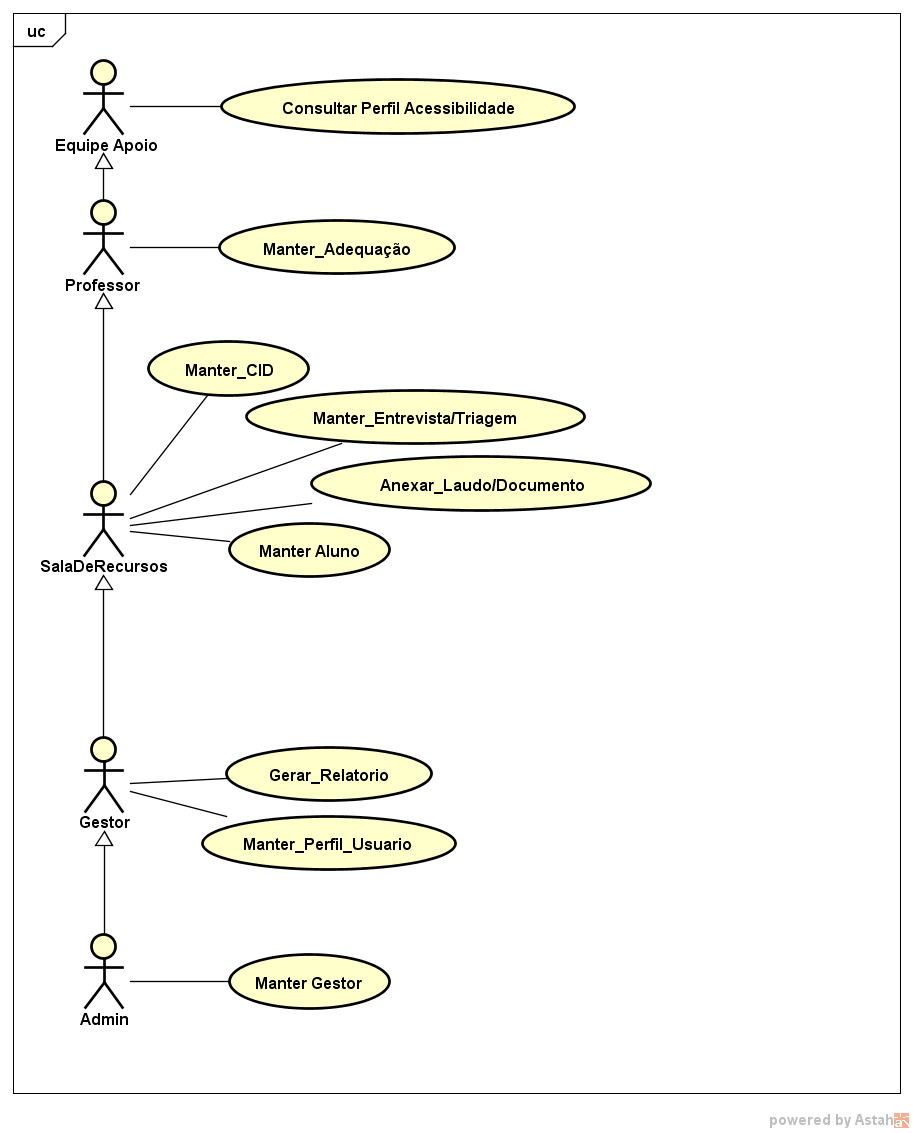 uc
Consultar Perfil Acessibilidade
Equipe Apoio
Manter_Adequação
Professor
Manter_CID
Manter_Entrevista/Triagem
Anexar_Laudo/Documento
Manter Aluno
SalaDeRecursos
Gerar_Relatorio
Gestor
Manter_Perfil_Usuario
Manter Gestor
Admin
powered by Astah